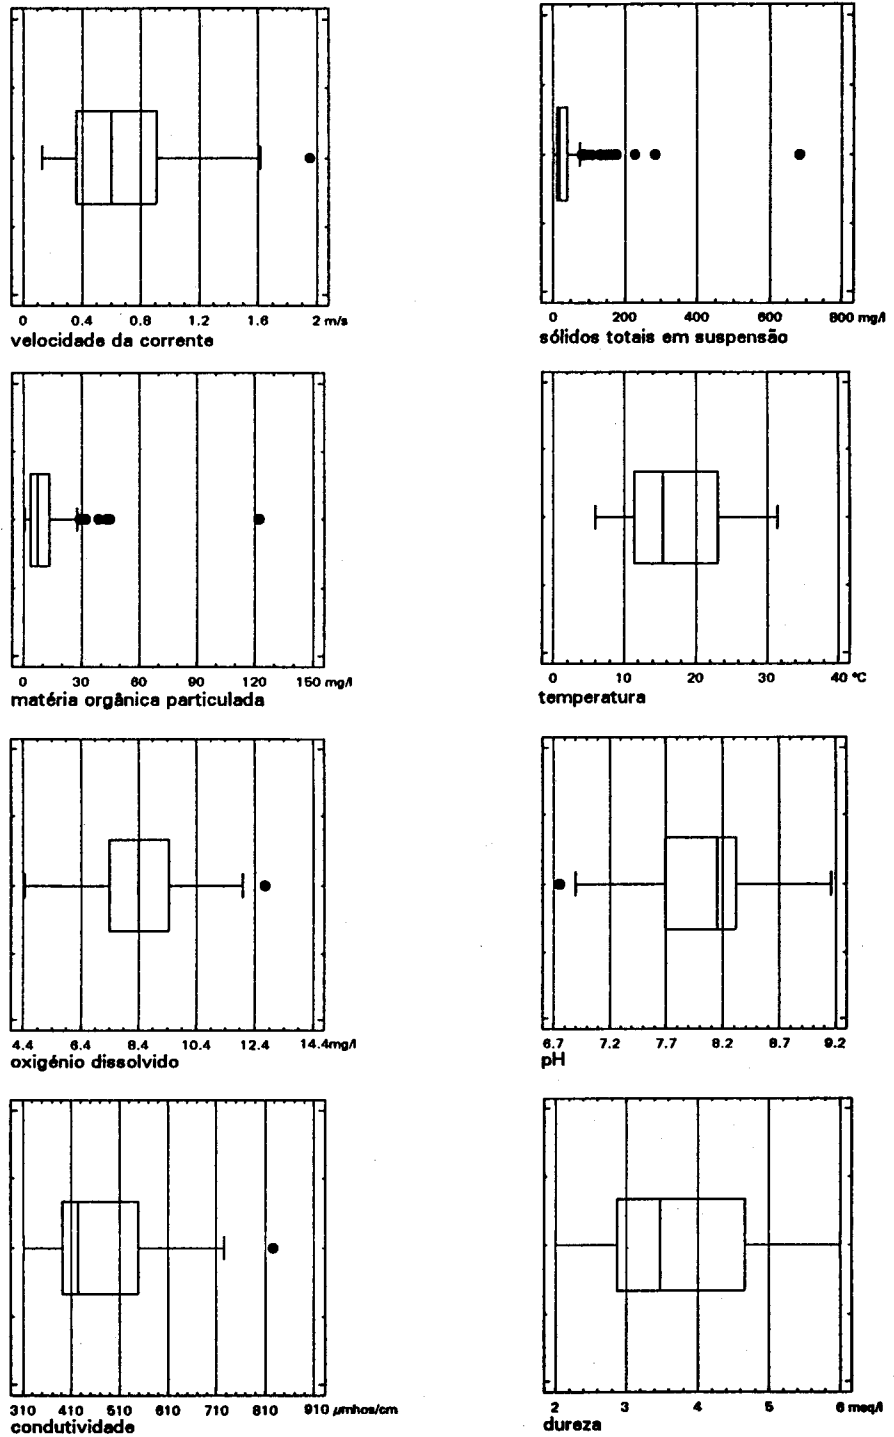 0 0.4 0.8 1.2 1.6 2 m/s
velocidade da corrente
0 200 400 600 800 mg/l
sólidos totais em suspensão
0 30 60 90 120 150 mg/l
matéria orgânica particulada
0 10 20 30 40 ºC
temperatura
4.4 6.4 8.4 10.4 12.4 14.4mg/l
oxigénio dissolvido
6.7 7.2 7.7 8.2 8.7 9.2
pH
310 410 510 610 710 810 910 µmhos/cm
condutividade
2 3 4 5 6 meq/l
dureza